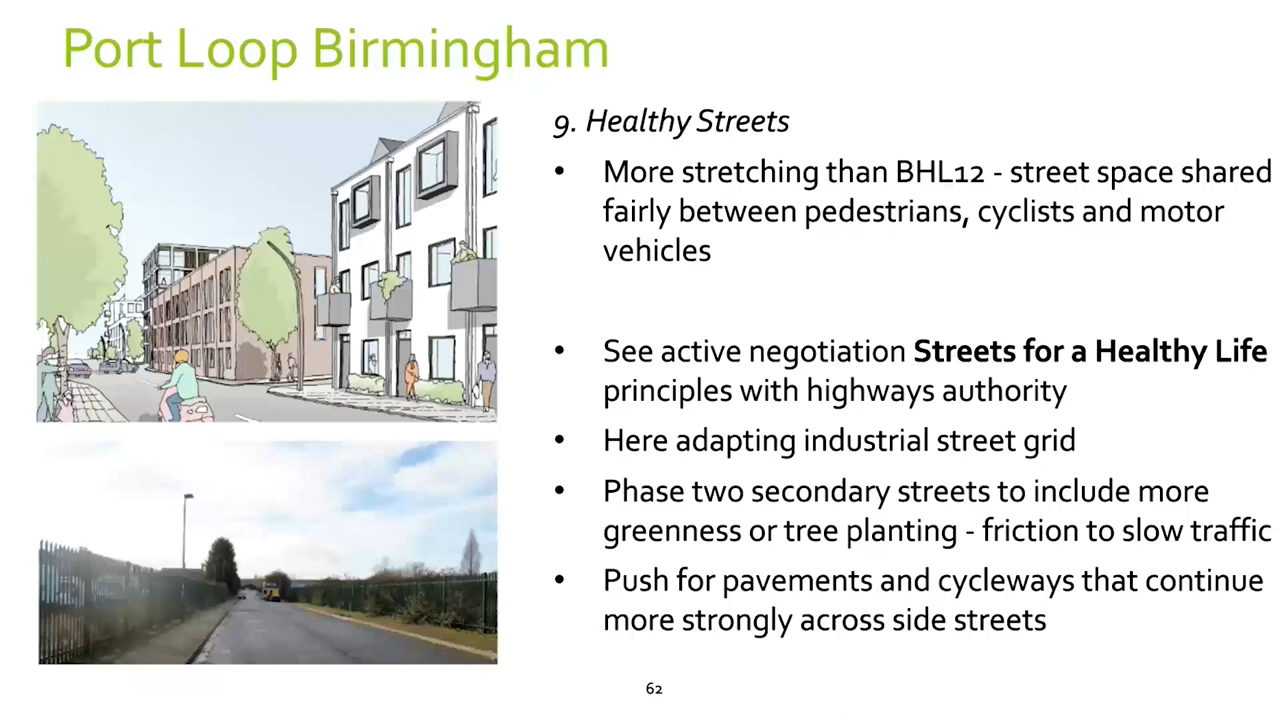 Port Loop Birmingham
9. Healthy Streets
• More stretching than BHL12 - street space shared
fairly between pedestrians, cyclists and motor
vehicles
• See active negotiation Streets for a Healthy Life
principles with highways authority
• Here adapting industrial street grid
• Phase two secondary streets to include more
greenness or tree planting - friction to slow traffic
• Push for pavements and cycleways that continue
more strongly across side streets
62